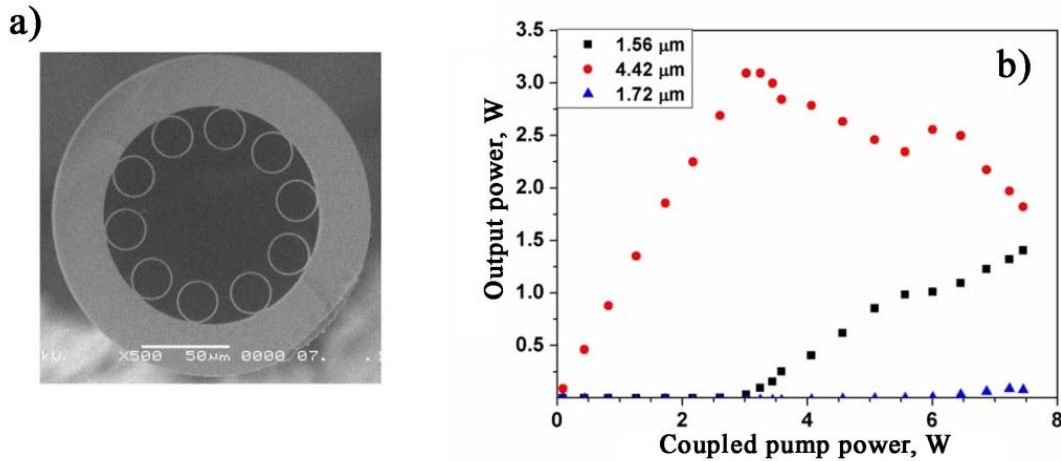 a)
kV X500 50μm 0000 07.
b)
1.56 μm
4.42 μm
1.72 μm
3.5
3.0
2.5
2.0
1.5
1.0
0.5
Output power, W
0 2 4 6 8
Coupled pump power, W